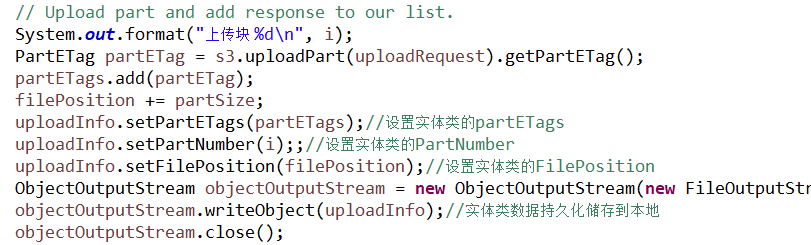 // Upload part and add response to our list.
System.out.format("上传块%d\n", i);
PartETag partETag = s3.uploadPart(uploadRequest).getPartETag();
partETags.add(partETag);
filePosition += partSize;
uploadInfo.setPartETags(partETags);//设置实体类的partETags
uploadInfo.setPartNumber(i);;//设置实体类的PartNumber
uploadInfo.setFilePosition(filePosition);//设置实体类的FilePosition
ObjectOutputStream objectOutputStream = new ObjectOutputStream(new FileOutputStr
objectOutputStream.writeObject(uploadInfo);//实体类数据持久化储存到本地
objectOutputStream.close();